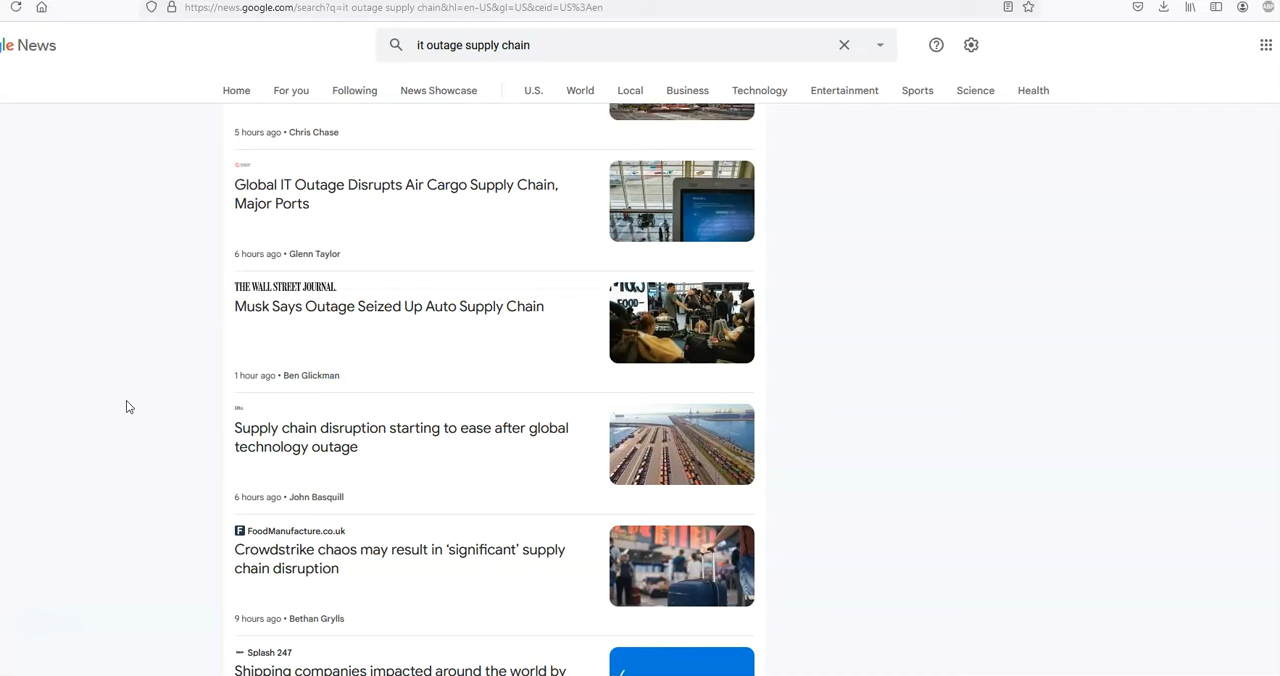 https://news.google.com/search?q=it outage supply chain&hl=en-US&gl=US&ceid=US%3Aen
le News
it outage supply chain
Home For you Following News Showcase U.S. World Local Business Technology Entertainment Sports Science Health
5 hours ago • Chris Chase
Global IT Outage Disrupts Air Cargo Supply Chain,
Major Ports
6 hours ago • Glenn Taylor
THE WALL STREET JOURNAL.
Musk Says Outage Seized Up Auto Supply Chain
1 hour ago • Ben Glickman
Supply chain disruption starting to ease after global
technology outage
6 hours ago • John Basquill
FoodManufacture.co.uk
Crowdstrike chaos may result in ‘significant’ supply
chain disruption
9 hours ago • Bethan Grylls
Splash 247
Shipping companies impacted around the world by